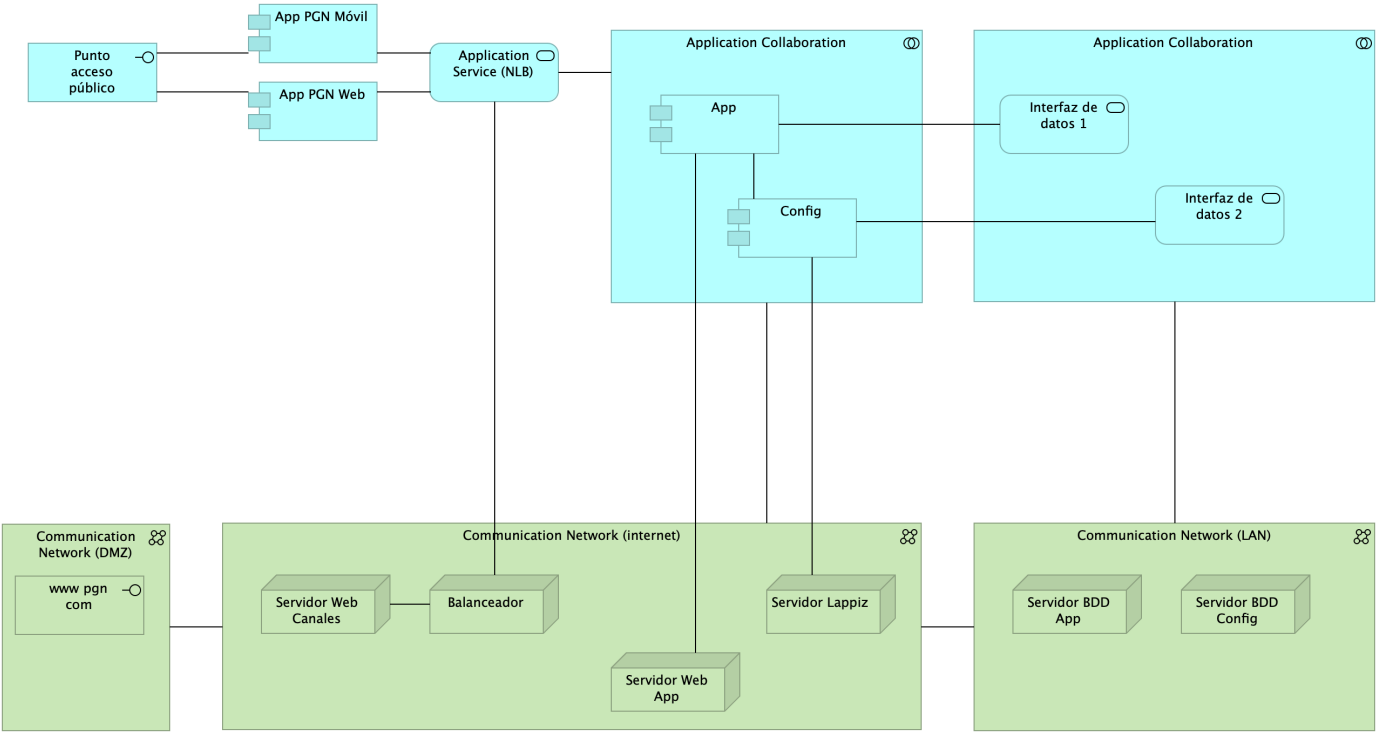 App PGN Móvil
Punto
acceso
público
App PGN Web
Application
Service (NLB)
Application Collaboration
App
Config
Application Collaboration
Interfaz de
datos 1
Interfaz de
datos 2
Communication
Network (DMZ)
www pgn
com
Communication Network (internet)
Servidor Web
Canales
Balanceador
Servidor Lappiz
Servidor Web
App
Communication Network (LAN)
Servidor BDD
App
Servidor BDD
Config